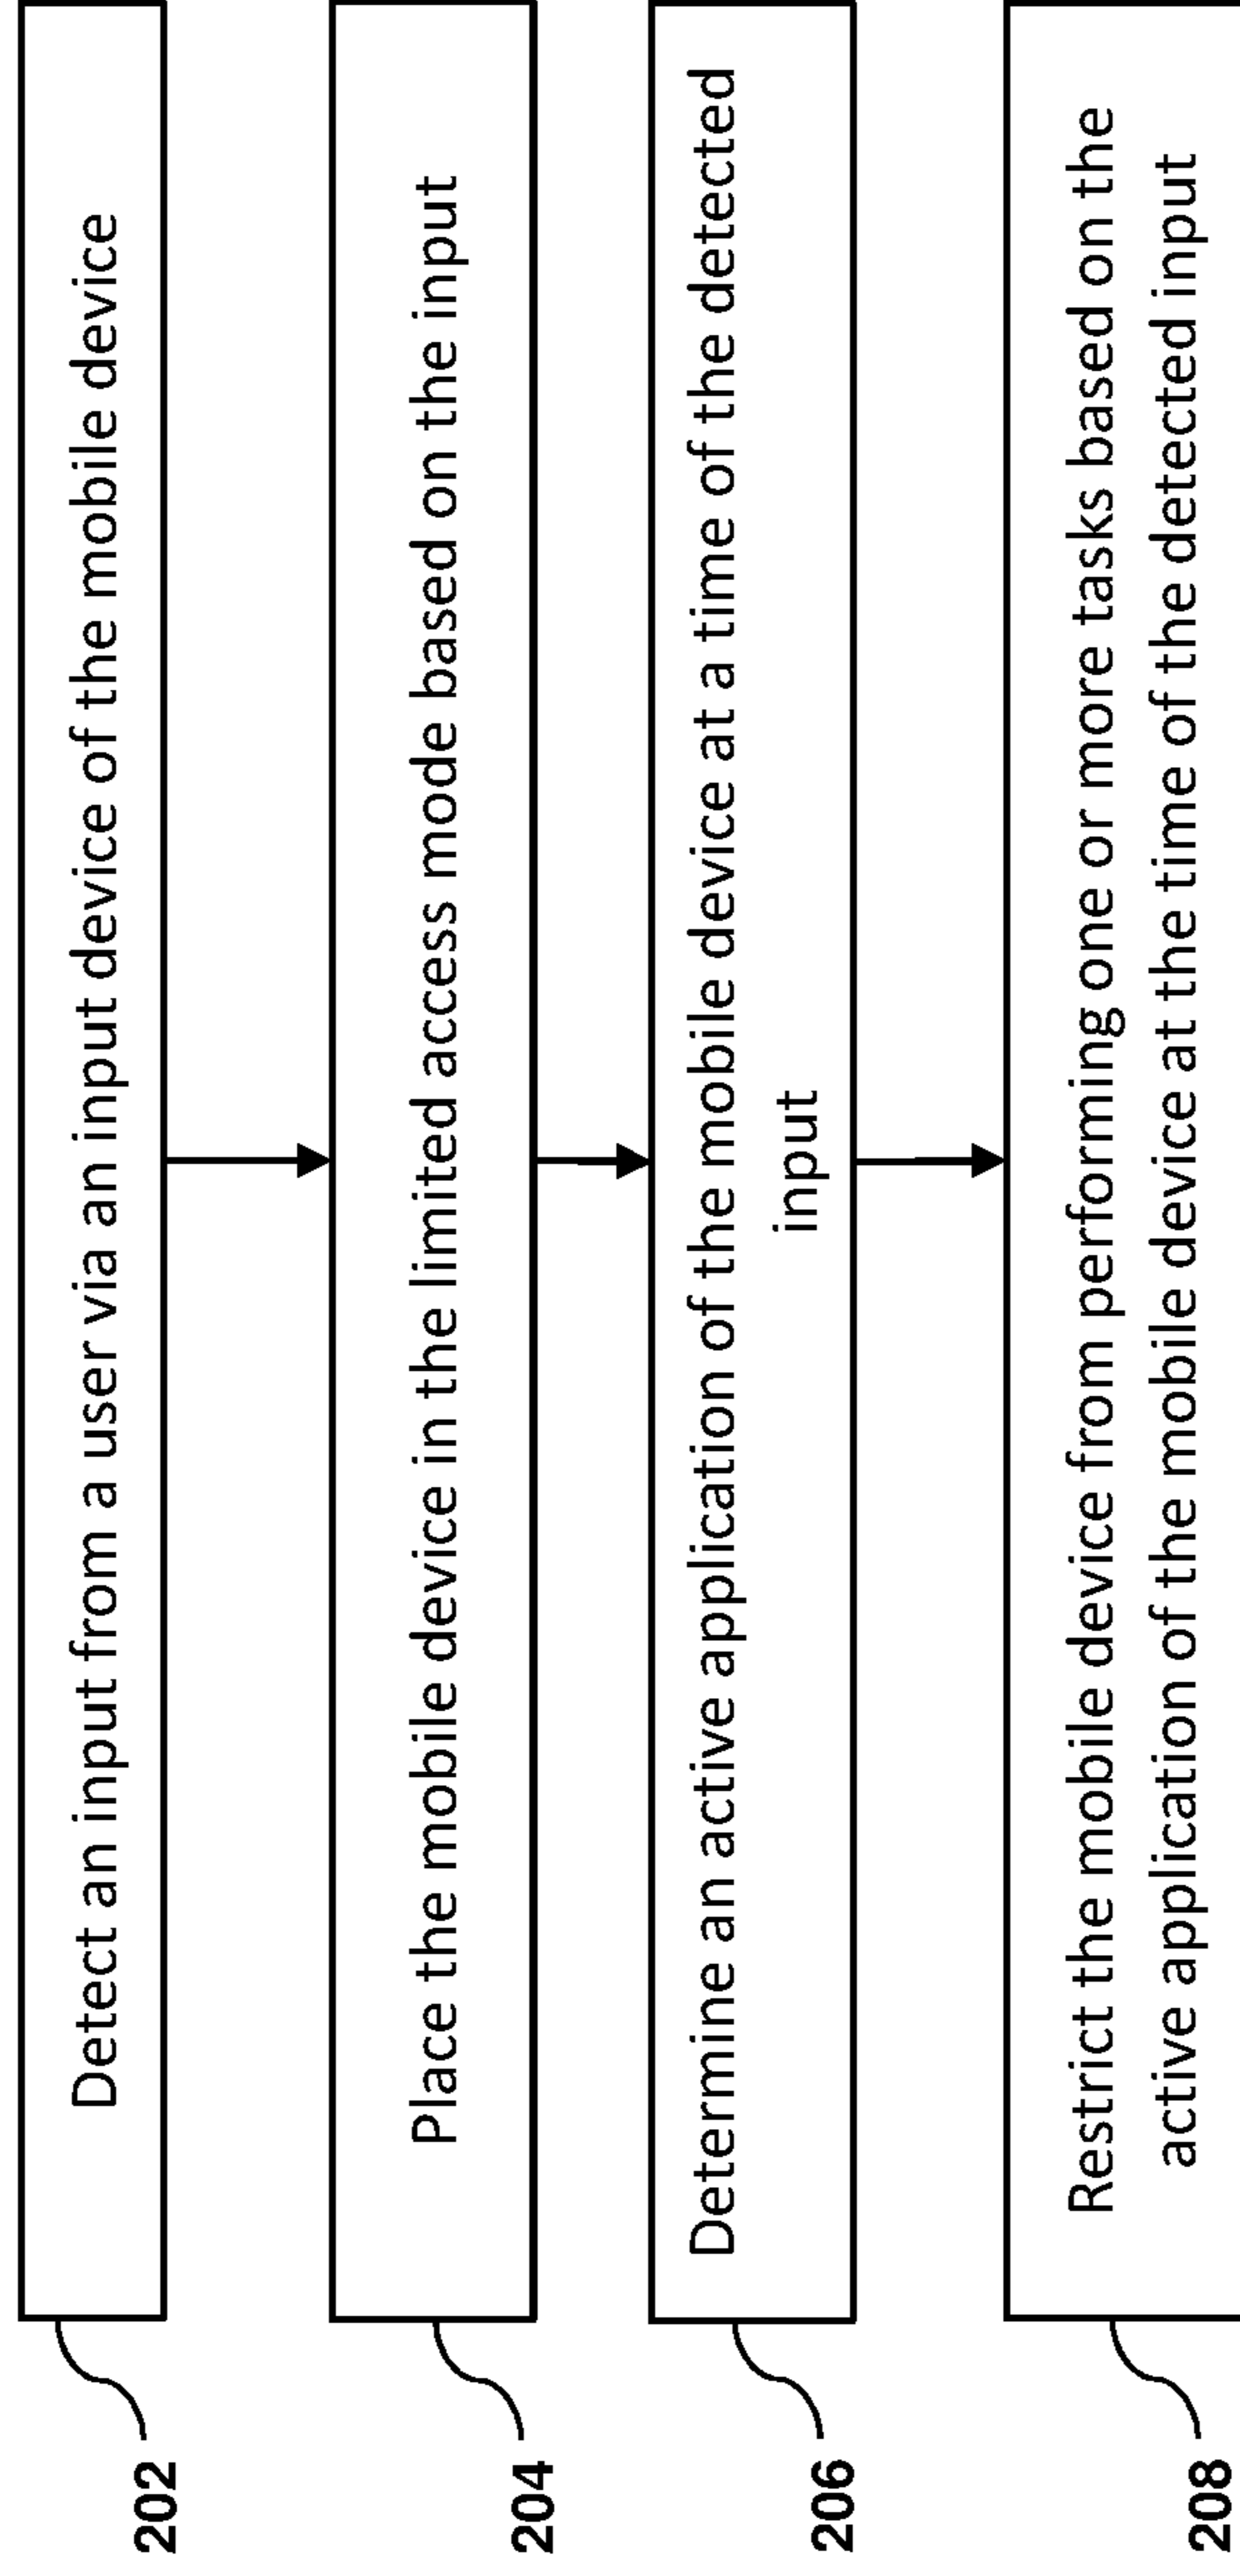 202
Detect an input from a user via an input device of the mobile device
204
Place the mobile device in the limited access mode based on the input
206
Determine an active application of the mobile device at a time of the detected
input
208
Restrict the mobile device from performing one or more tasks based on the
active application of the mobile device at the time of the detected input